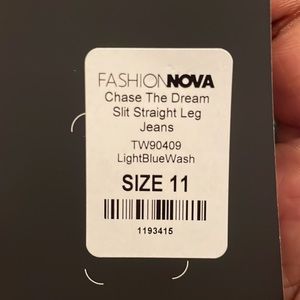 FASHIONNOVA
Chase The Dream
Slit Straight Leg
Jeans
TW90409
LightBlueWash
SIZE 11
1193415